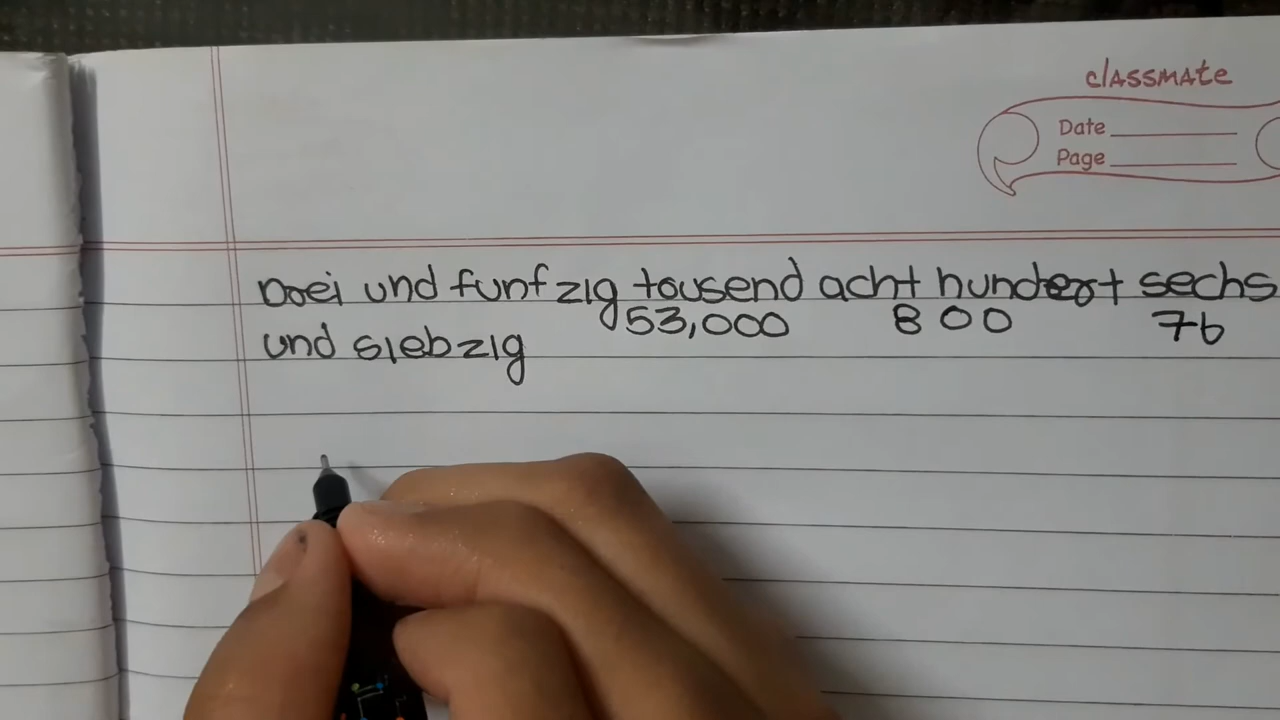 classmate
Date
Page
Drei und funfzig tousend acht hundert sechs
53,000 800 76
und siebzig